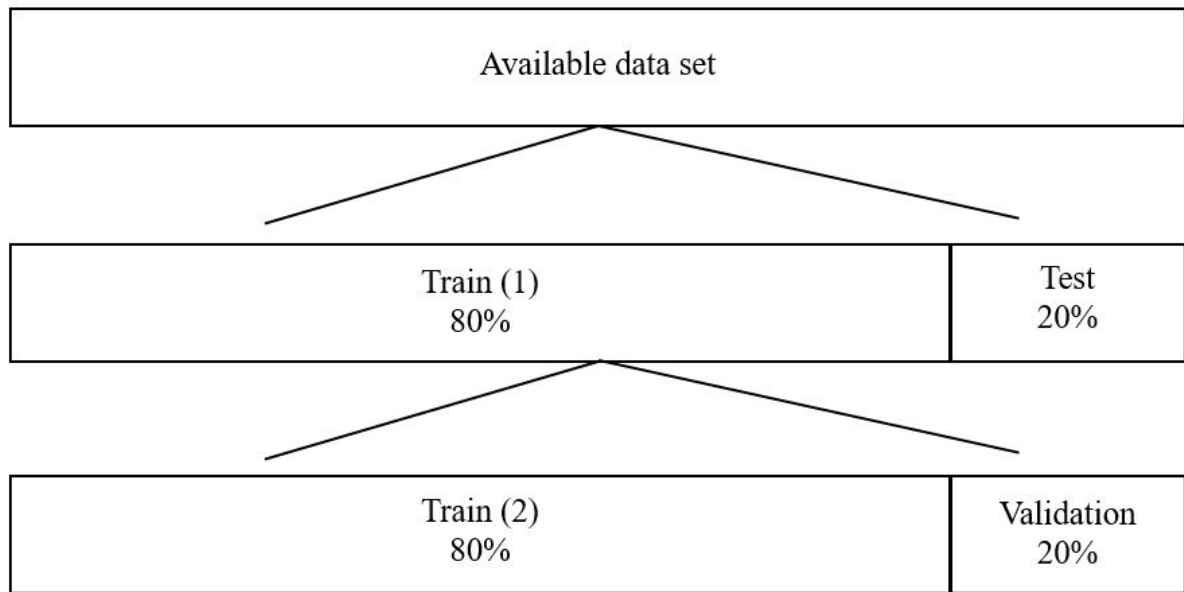 Available data set
Train (1)
80%
Test
20%
Train (2)
80%
Validation
20%